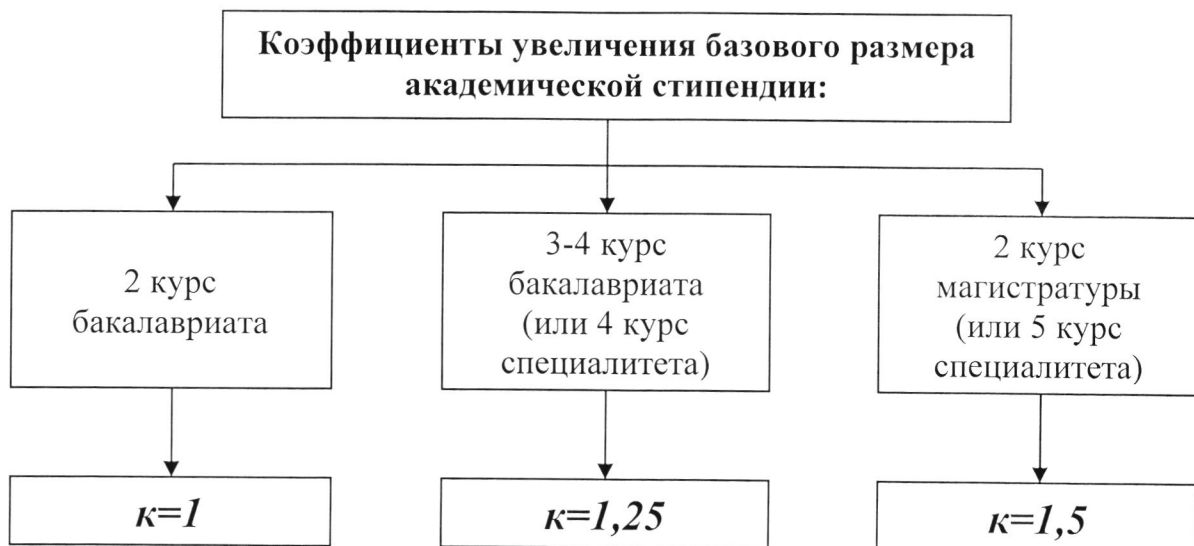 Коэффициенты увеличения базового размера
академической стипендии:
2 курс
бакалавриата
3-4 курс
бакалавриата
(или 4 курс
специалитета)
2 курс
магистратуры
(или 5 курс
специалитета)
к=1
к=1,25
к=1,5